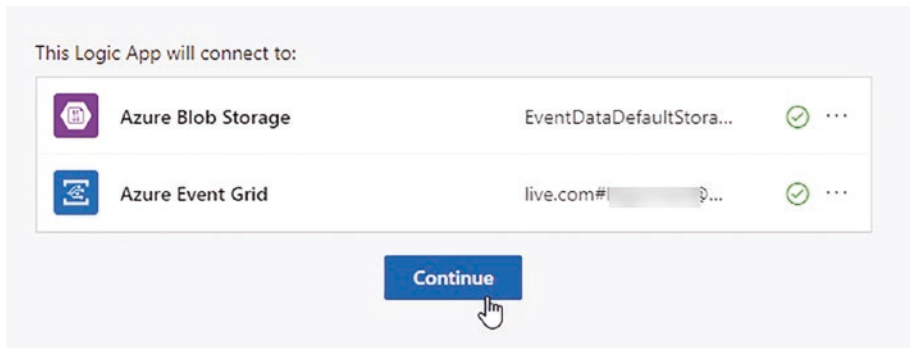 This Logic App will connect to:
Azure Blob Storage EventDataDefaultStora... ···
Azure Event Grid live.com# ... ···
Continue